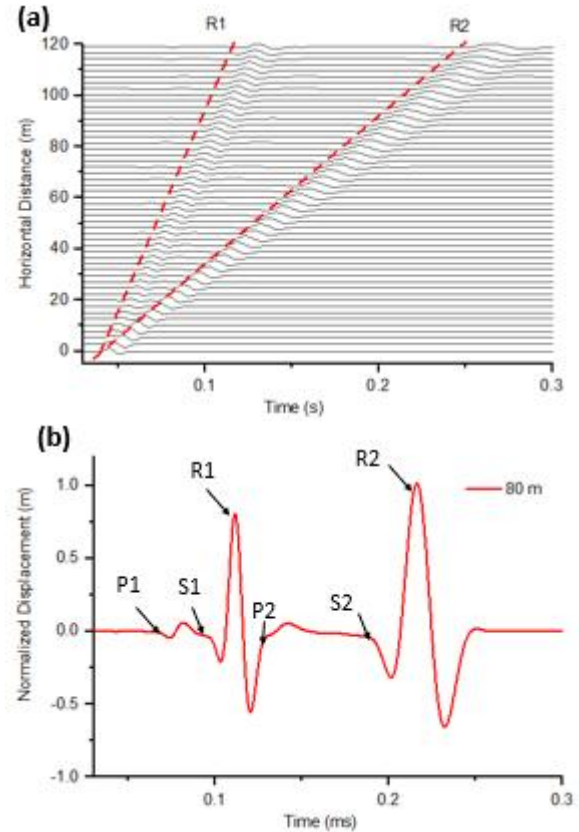 (a)
R1
R2
120
100
80
60
40
20
0
Horizontal Distance (m)
0.1
0.2
0.3
Time (s)
(b)
R1
R2
80 m
P1
S1
P2
S2
1.0
0.5
0.0
-0.5
-1.0
Normalized Displacement (m)
0.1
0.2
0.3
Time (ms)